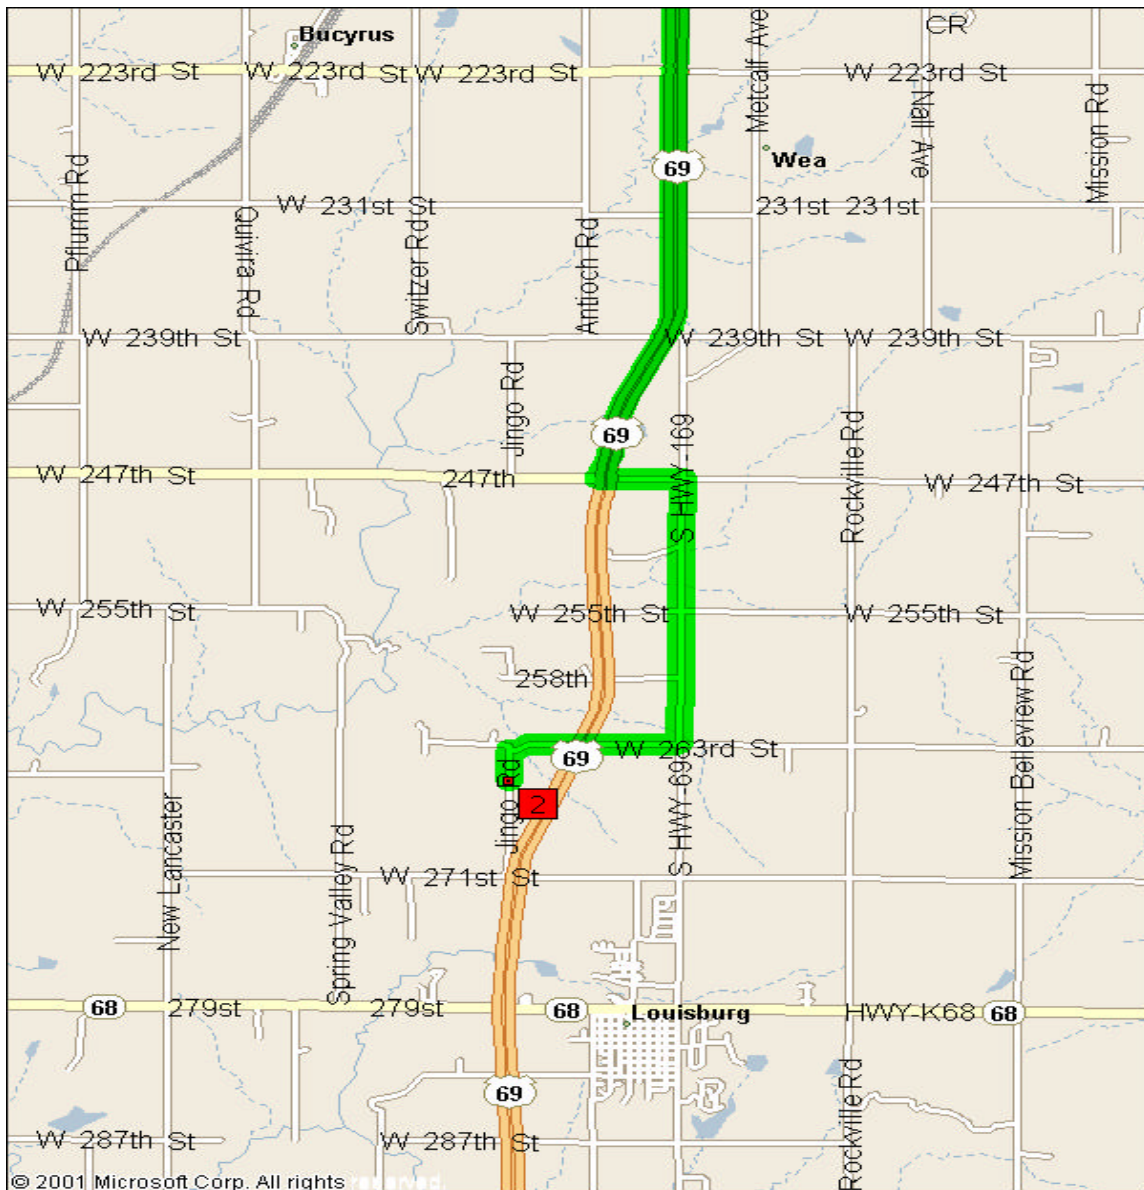 Bucyrus
Metcalf Ave
CR
W 223rd St
W 223rd St
W 223rd St
W 223rd St
Nall Ave
Mission Rd
69
Wea
Pflumm Rd
W 231st St
231st 231st
Quivira Rd
Switzer Rd
Antioch Rd
W 239th St
W 239th St
W 239th St
Jingo Rd
69
S HWY-169
Rockville Rd
W 247th St
247th
W 247th St
W 255th St
W 255th St
W 255th St
258th
Mission Belleview Rd
69
W 263rd St
Jingo Rd
2
S HWY-69
New Lancaster
Spring Valley Rd
W 271st St
68
279st
279st
68
Louisburg
HWY-K68
68
69
Rockville Rd
W 287th St
W 287th St
© 2001 Microsoft Corp. All rights reserved.